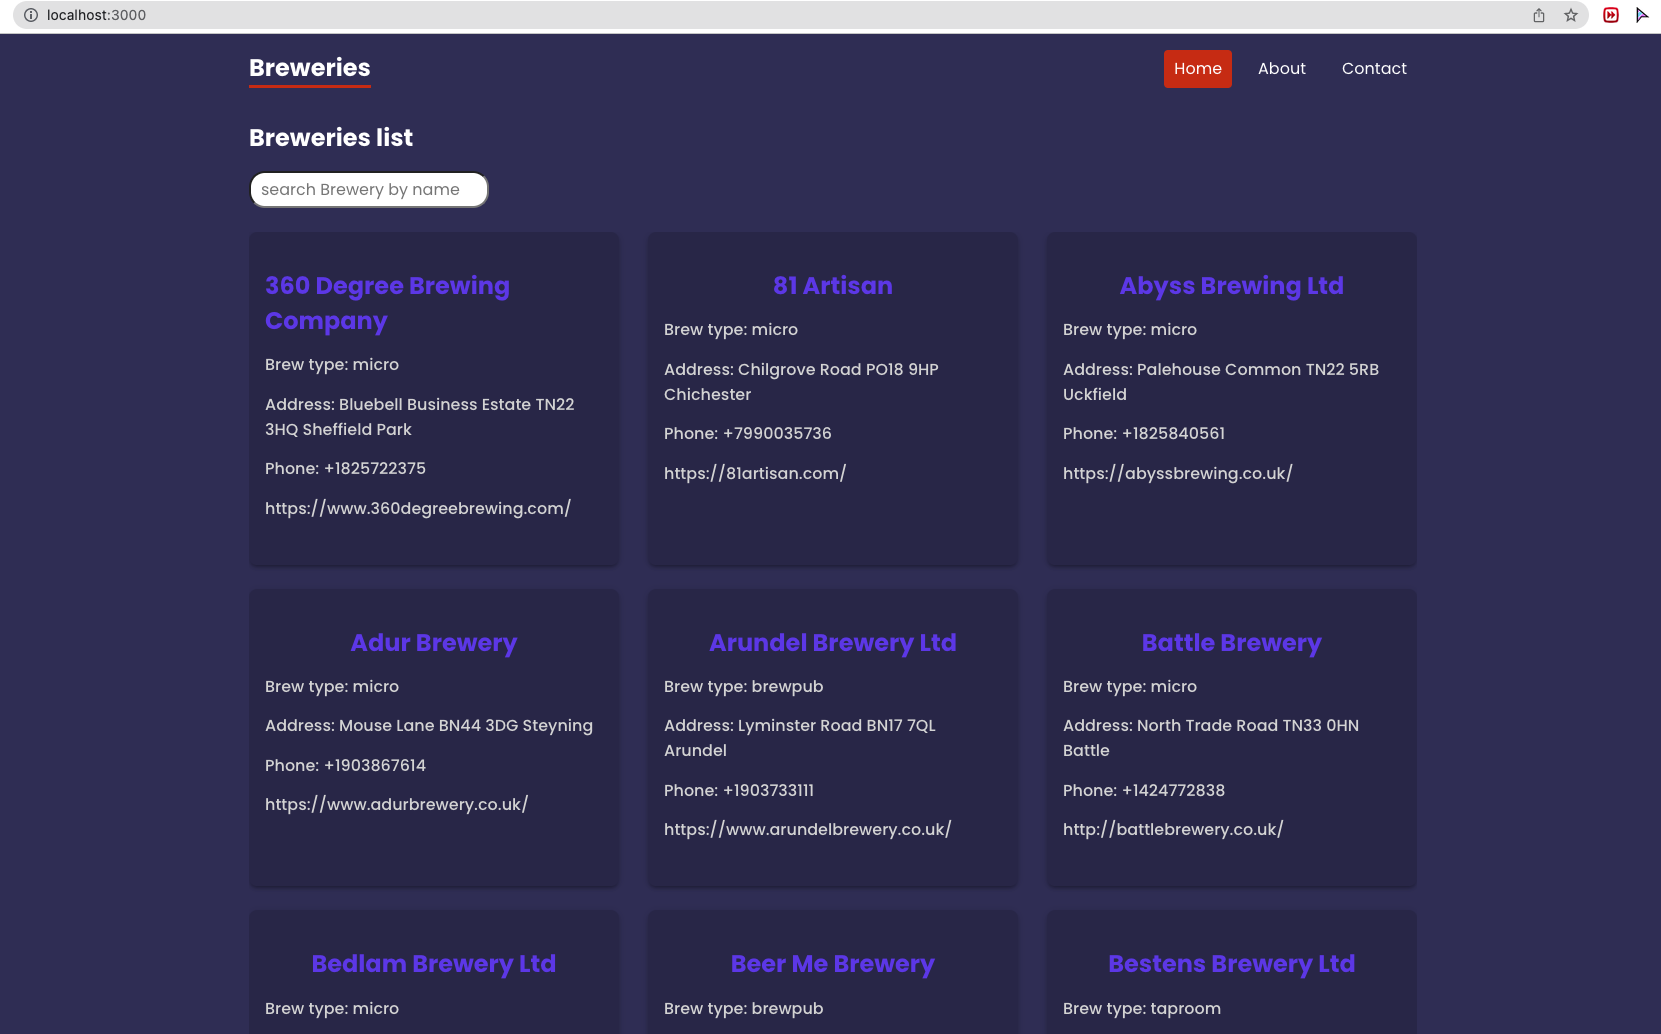 localhost:3000
Breweries
Home
About
Contact
Breweries list
search Brewery by name
360 Degree Brewing
Company
Brew type: micro
Address: Bluebell Business Estate TN22
3HQ Sheffield Park
Phone: +1825722375
https://www.360degreebrewing.com/
81 Artisan
Brew type: micro
Address: Chilgrove Road PO18 9HP
Chichester
Phone: +7990035736
https://81artisan.com/
Abyss Brewing Ltd
Brew type: micro
Address: Palehouse Common TN22 5RB
Uckfield
Phone: +1825840561
https://abyssbrewing.co.uk/
Adur Brewery
Brew type: micro
Address: Mouse Lane BN44 3DG Steyning
Phone: +1903867614
https://www.adurbrewery.co.uk/
Arundel Brewery Ltd
Brew type: brewpub
Address: Lyminster Road BN17 7QL
Arundel
Phone: +1903733111
https://www.arundelbrewery.co.uk/
Battle Brewery
Brew type: micro
Address: North Trade Road TN33 0HN
Battle
Phone: +1424772838
http://battlebrewery.co.uk/
Bedlam Brewery Ltd
Brew type: micro
Beer Me Brewery
Brew type: brewpub
Bestens Brewery Ltd
Brew type: taproom